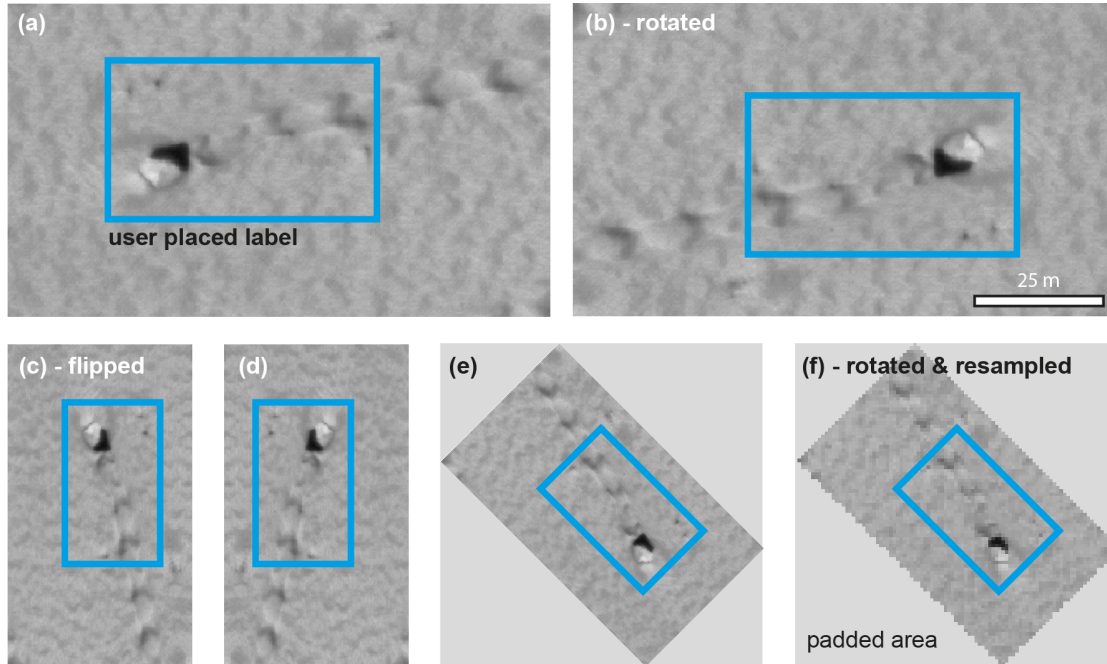 (a)
(b) - rotated
user placed label
25 m
(c) - flipped
(d)
(e)
(f) - rotated & resampled
padded area